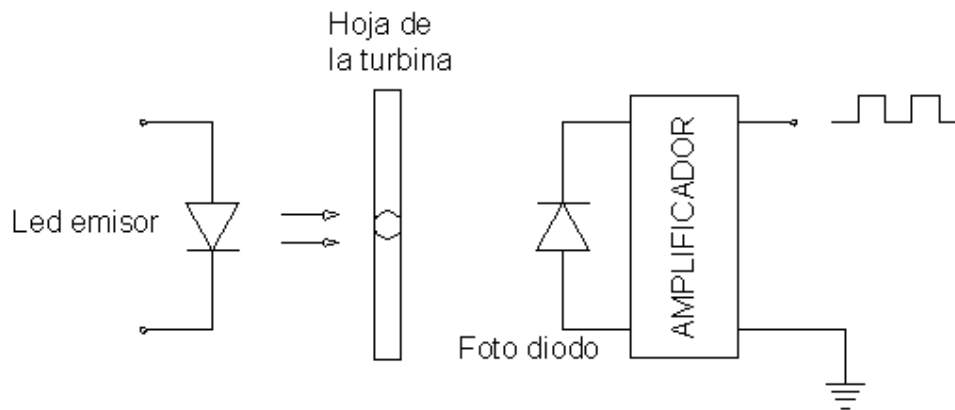 Hoja de
la turbina
Led emisor
AMPLIFICADOR
Foto diodo